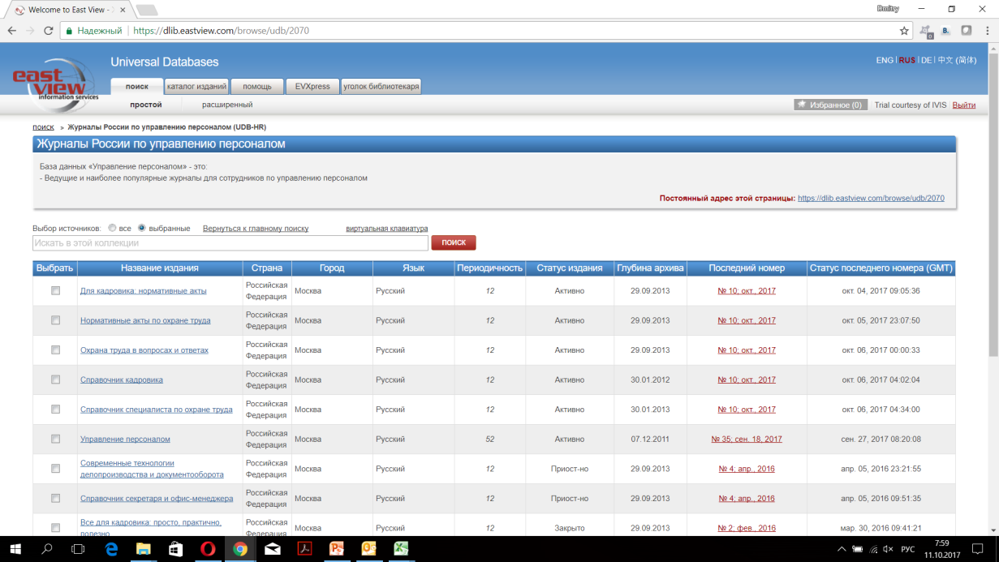 Welcome to East View -
Dmitry
Надежный
https://dlib.eastview.com/browse/udb/2070
Universal Databases
ENG | RUS | DE | 中文 (简体)
east view
information services
поиск
каталог изданий
помощь
EVXpress
уголок библиотекаря
простой
расширенный
Избранное (0)
Trial courtesy of IVIS Выйти
поиск » Журналы России по управлению персоналом (UDB-HR)
Журналы России по управлению персоналом
База данных «Управление персоналом» - это:
- Ведущие и наиболее популярные журналы для сотрудников по управлению персоналом
Постоянный адрес этой страницы: https://dlib.eastview.com/browse/udb/2070
Выбор источников: все выбранные Вернуться к главному поиску виртуальная клавиатура
Искать в этой коллекции
ПОИСК
Выбрать Название издания Страна Город Язык Периодичность Статус издания Глубина архива Последний номер Статус последнего номера (GMT)
Для кадровика: нормативные акты Российская Федерация Москва Русский 12 Активно 29.09.2013 № 10; окт., 2017 окт. 04, 2017 09:05:36
Нормативные акты по охране труда Российская Федерация Москва Русский 12 Активно 29.09.2013 № 10; окт., 2017 окт. 05, 2017 23:07:50
Охрана труда в вопросах и ответах Российская Федерация Москва Русский 12 Активно 29.09.2013 № 10; окт., 2017 окт. 06, 2017 00:00:33
Справочник кадровика Российская Федерация Москва Русский 12 Активно 30.01.2012 № 10; окт., 2017 окт. 06, 2017 04:02:04
Справочник специалиста по охране труда Российская Федерация Москва Русский 12 Активно 30.01.2013 № 10; окт., 2017 окт. 06, 2017 04:34:00
Управление персоналом Российская Федерация Москва Русский 52 Активно 07.12.2011 № 35; сен. 18, 2017 сен. 27, 2017 08:20:08
Современные технологии делопроизводства и документооборота Российская Федерация Москва Русский 12 Приост-но 29.09.2013 № 4; апр., 2016 апр. 05, 2016 23:21:55
Справочник секретаря и офис-менеджера Российская Федерация Москва Русский 12 Приост-но 29.09.2013 № 4; апр., 2016 апр. 05, 2016 09:51:35
Все для кадровика: просто, практично, полезно Российская Федерация Москва Русский 12 Закрыто 29.09.2013 № 2; фев., 2016 мар. 30, 2016 09:41:21
РУС
7:59
11.10.2017